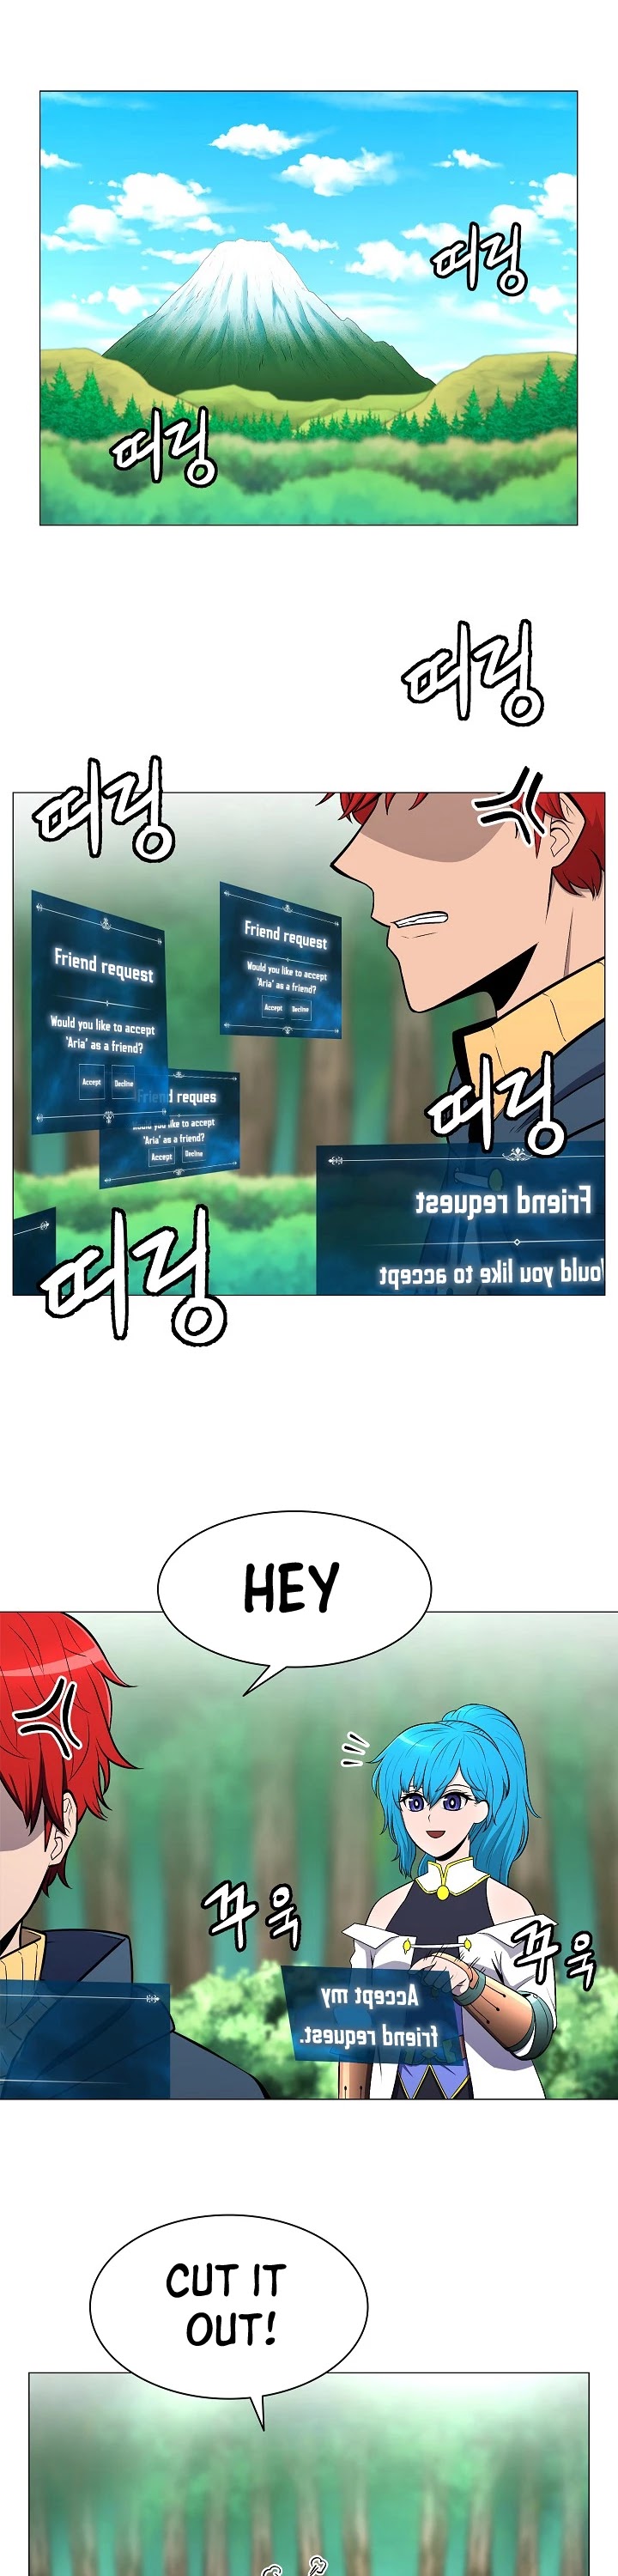 띠링
띠링
띠링
띠링
Friend request
Would you like to accept
'Aria' as a friend?
Accept Decline
Friend request
Would you like to accept
'Aria' as a friend?
Accept Decline
Friend reques
like to accept
'Aria' as a friend?
Accept Decline
띠링
Friend request
Would you like to accept
띠링
HEY
꾸욱
꾸욱
Accept my
friend request.
CUT IT
OUT!